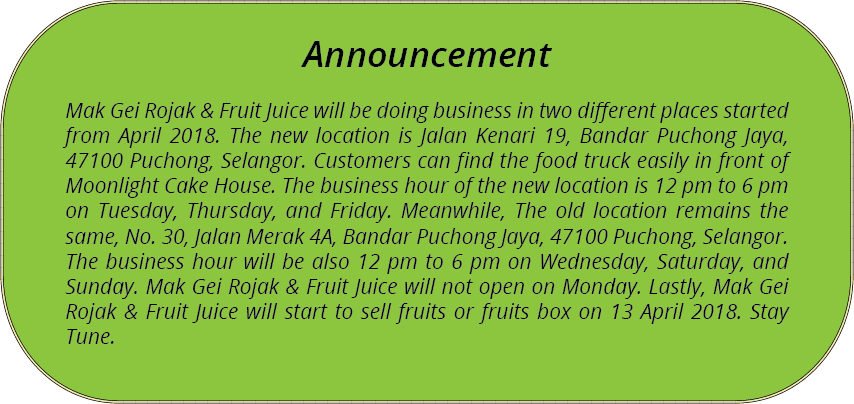 Announcement
Mak Gei Rojak & Fruit Juice will be doing business in two different places started
from April 2018. The new location is Jalan Kenari 19, Bandar Puchong Jaya,
47100 Puchong, Selangor. Customers can find the food truck easily in front of
Moonlight Cake House. The business hour of the new location is 12 pm to 6 pm
on Tuesday, Thursday, and Friday. Meanwhile, The old location remains the
same, No. 30, Jalan Merak 4A, Bandar Puchong Jaya, 47100 Puchong, Selangor.
The business hour will be also 12 pm to 6 pm on Wednesday, Saturday, and
Sunday. Mak Gei Rojak & Fruit Juice will not open on Monday. Lastly, Mak Gei
Rojak & Fruit Juice will start to sell fruits or fruits box on 13 April 2018. Stay
Tune.